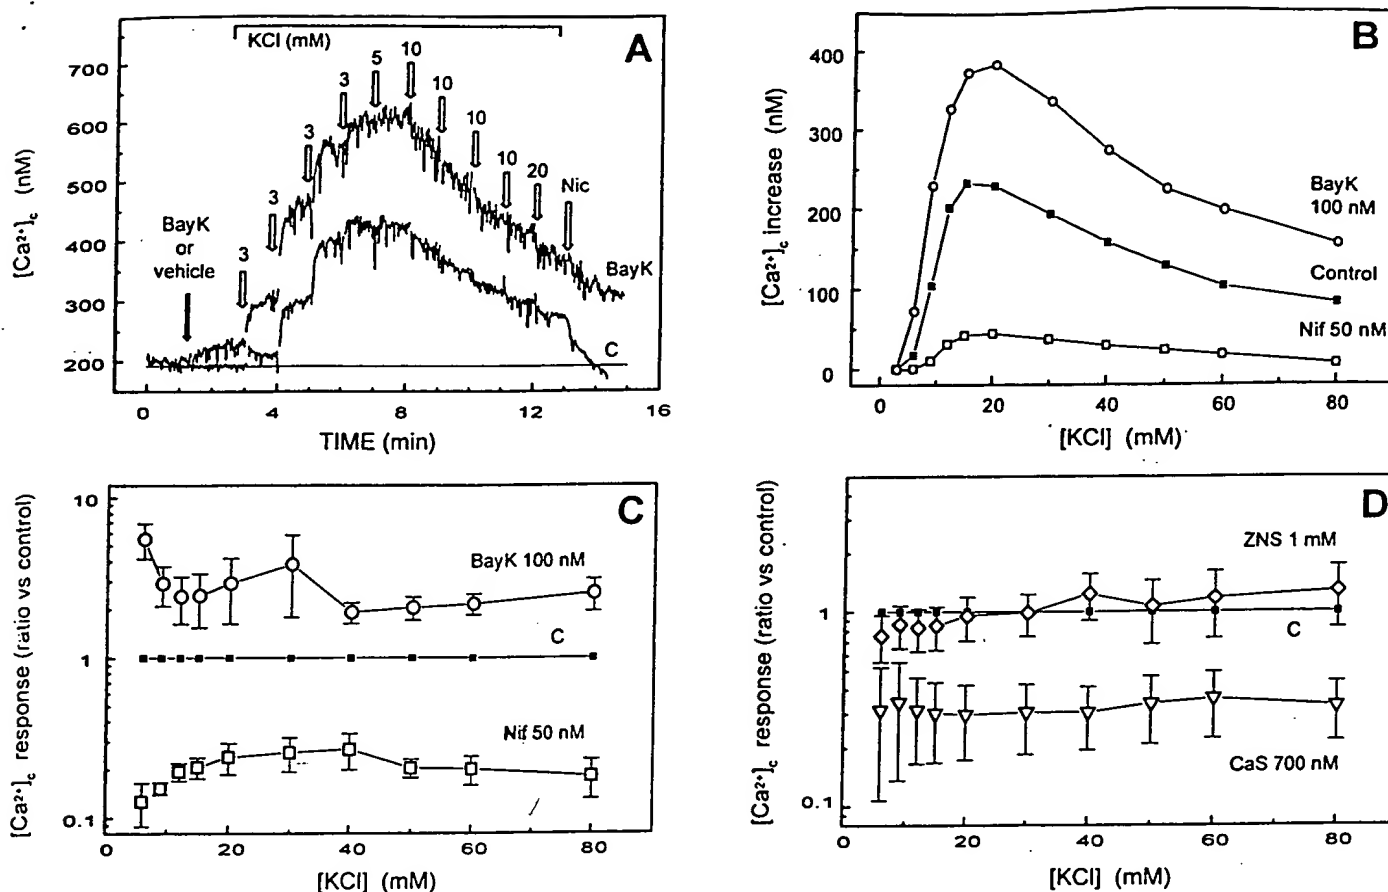 A
KCl (mM)
3
3
3
3
5
10
10
10
10
20
Nic
BayK
or
vehicle
BayK
C
700
600
500
400
300
200
[Ca²⁺]c (nM)
0
4
8
12
16
TIME (min)
B
400
300
200
100
0
[Ca²⁺]c increase (nM)
BayK
100 nM
Control
Nif 50 nM
0
20
40
60
80
[KCl] (mM)
C
10
1
0.1
[Ca²⁺]c response (ratio vs control)
BayK 100 nM
C
Nif 50 nM
0
20
40
60
80
[KCl] (mM)
D
1
0.1
[Ca²⁺]c response (ratio vs control)
ZNS 1 mM
C
CaS 700 nM
0
20
40
60
80
[KCl] (mM)